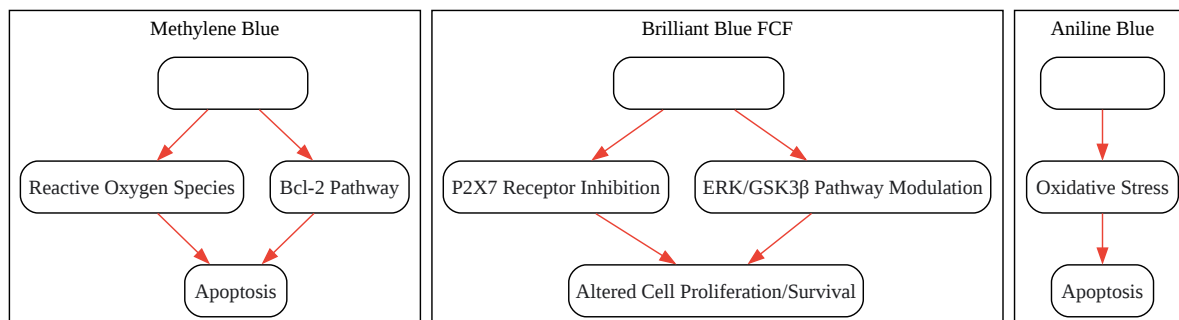 Methylene Blue
Reactive Oxygen Species
Bcl-2 Pathway
Apoptosis
Brilliant Blue FCF
P2X7 Receptor Inhibition
ERK/GSK3β Pathway Modulation
Altered Cell Proliferation/Survival
Aniline Blue
Oxidative Stress
Apoptosis